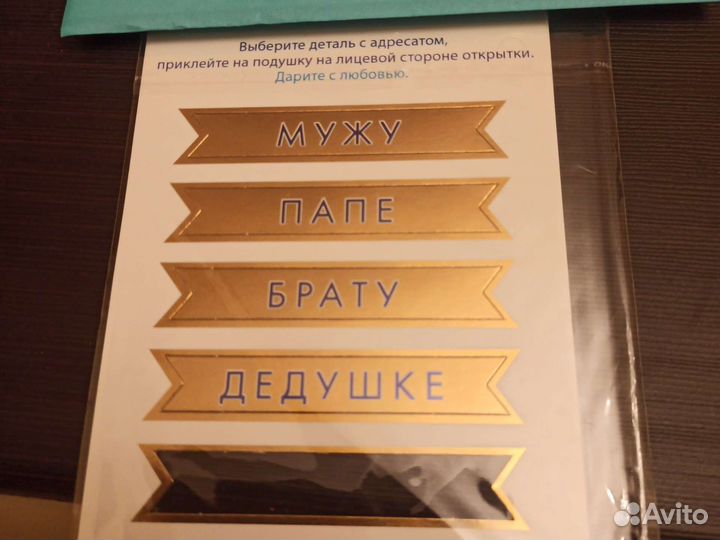 Выберите деталь с адресатом,
приклейте на подушку на лицевой стороне открытки.
Дарите с любовью.
МУЖУ
ПАПЕ
БРАТУ
ДЕДУШКЕ
Avito